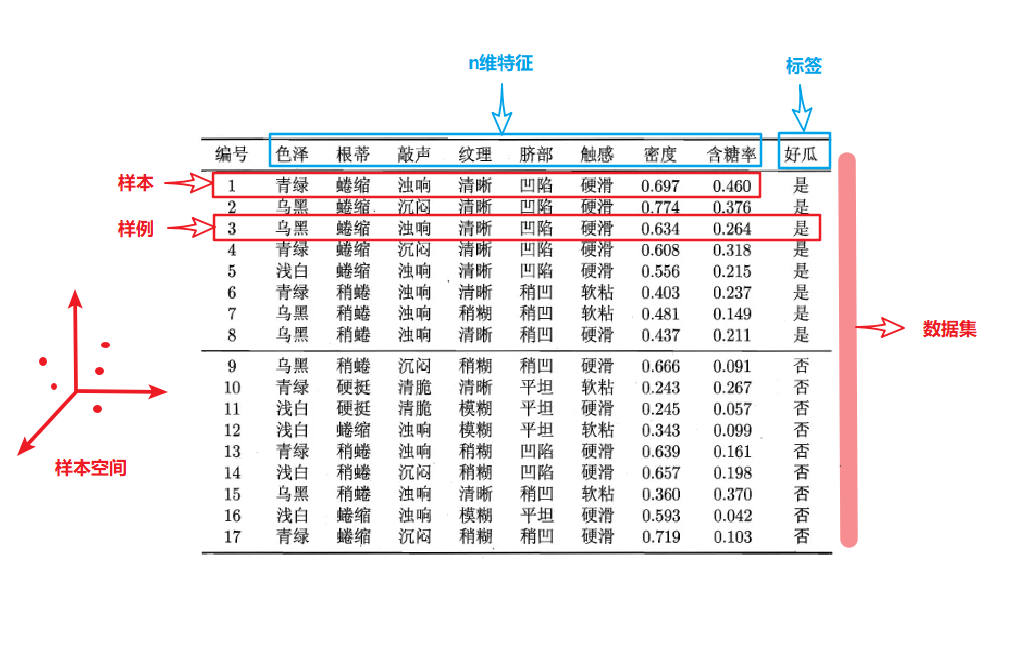 n维特征
标签
编号 色泽 根蒂 敲声 纹理 脐部 触感 密度 含糖率 好瓜
样本
1 青绿 蜷缩 浊响 清晰 凹陷 硬滑 0.697 0.460 是
2 乌黑 蜷缩 沉闷 清晰 凹陷 硬滑 0.774 0.376 是
样例
3 乌黑 蜷缩 浊响 清晰 凹陷 硬滑 0.634 0.264 是
4 青绿 蜷缩 沉闷 清晰 凹陷 硬滑 0.608 0.318 是
5 浅白 蜷缩 浊响 清晰 凹陷 硬滑 0.556 0.215 是
6 青绿 稍蜷 浊响 清晰 稍凹 软粘 0.403 0.237 是
7 乌黑 稍蜷 浊响 稍糊 稍凹 软粘 0.481 0.149 是
8 乌黑 稍蜷 浊响 清晰 稍凹 硬滑 0.437 0.211 是
数据集
9 乌黑 稍蜷 沉闷 稍糊 稍凹 硬滑 0.666 0.091 否
10 青绿 硬挺 清脆 清晰 平坦 软粘 0.243 0.267 否
11 浅白 硬挺 清脆 模糊 平坦 硬滑 0.245 0.057 否
12 浅白 蜷缩 浊响 模糊 平坦 软粘 0.343 0.099 否
13 青绿 稍蜷 浊响 稍糊 凹陷 硬滑 0.639 0.161 否
14 浅白 稍蜷 沉闷 稍糊 凹陷 硬滑 0.657 0.198 否
15 乌黑 稍蜷 浊响 清晰 稍凹 软粘 0.360 0.370 否
16 浅白 蜷缩 浊响 模糊 平坦 硬滑 0.593 0.042 否
17 青绿 蜷缩 沉闷 稍糊 稍凹 硬滑 0.719 0.103 否
样本空间